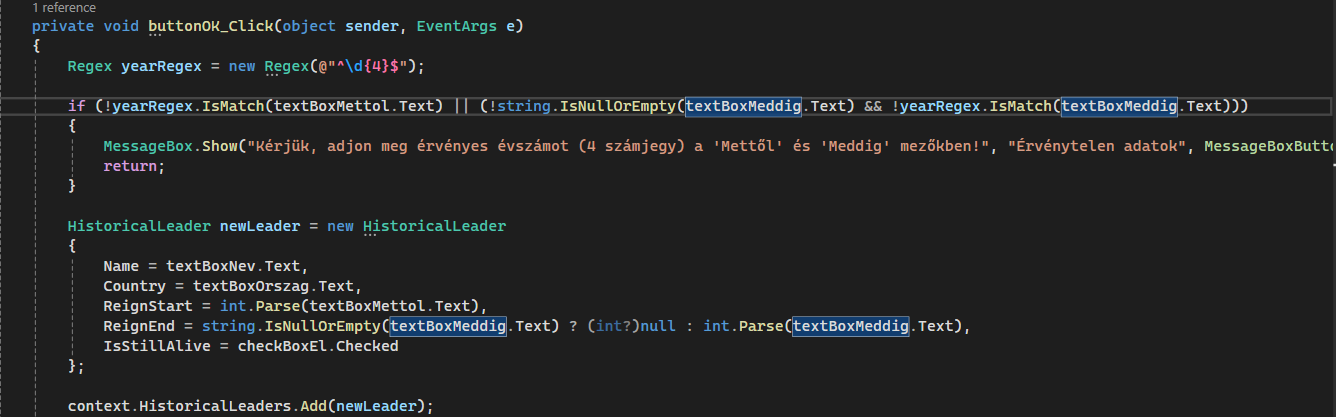 1 reference
private void buttonOK_Click(object sender, EventArgs e)
{
Regex yearRegex = new Regex(@"^\d{4}$");
if (!yearRegex.IsMatch(textBoxMettol.Text) || (!string.IsNullOrEmpty(textBoxMeddig.Text) && !yearRegex.IsMatch(textBoxMeddig.Text)))
{
MessageBox.Show("Kérjük, adjon meg érvényes évszámot (4 számjegy) a 'Mettől' és 'Meddig' mezőkben!", "Érvénytelen adatok", MessageBoxButto
return;
}
HistoricalLeader newLeader = new HistoricalLeader
{
Name = textBoxNev.Text,
Country = textBoxOrszag.Text,
ReignStart = int.Parse(textBoxMettol.Text),
ReignEnd = string.IsNullOrEmpty(textBoxMeddig.Text) ? (int?)null : int.Parse(textBoxMeddig.Text),
IsStillAlive = checkBoxEl.Checked
};
context.HistoricalLeaders.Add(newLeader);